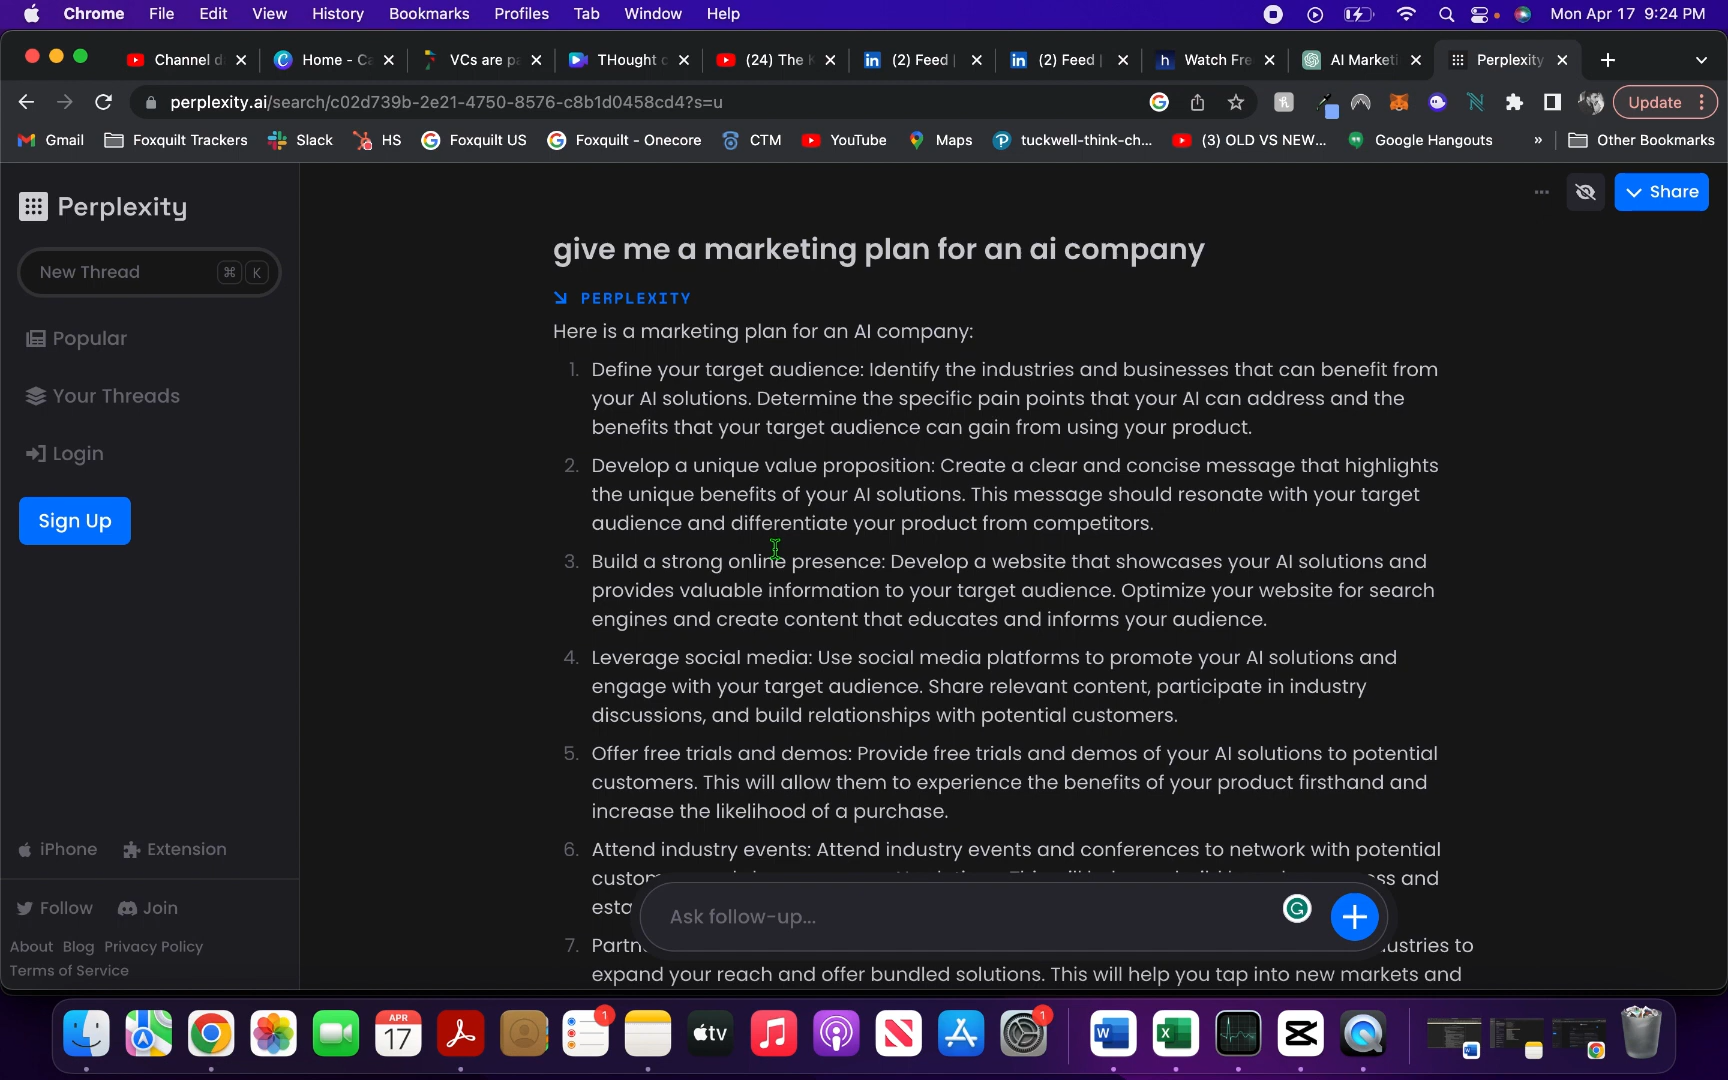 Chrome File Edit View History Bookmarks Profiles Tab Window Help Mon Apr 17 9:24 PM
Channel d Home - Ca VCs are pa THought c (24) The K (2) Feed (2) Feed Watch Fre AI Marketi Perplexity
perplexity.ai/search/c02d739b-2e21-4750-8576-c8b1d0458cd4?s=u Update
Gmail Foxquilt Trackers Slack HS Foxquilt US Foxquilt - Onecore CTM YouTube Maps tuckwell-think-ch... (3) OLD VS NEW... Google Hangouts » Other Bookmarks
Perplexity
New Thread ⌘ K
Popular
Your Threads
Login
Sign Up
iPhone Extension
Follow Join
About Blog Privacy Policy
Terms of Service
Share
give me a marketing plan for an ai company
PERPLEXITY
Here is a marketing plan for an AI company:
1. Define your target audience: Identify the industries and businesses that can benefit from
your AI solutions. Determine the specific pain points that your AI can address and the
benefits that your target audience can gain from using your product.
2. Develop a unique value proposition: Create a clear and concise message that highlights
the unique benefits of your AI solutions. This message should resonate with your target
audience and differentiate your product from competitors.
3. Build a strong online presence: Develop a website that showcases your AI solutions and
provides valuable information to your target audience. Optimize your website for search
engines and create content that educates and informs your audience.
4. Leverage social media: Use social media platforms to promote your AI solutions and
engage with your target audience. Share relevant content, participate in industry
discussions, and build relationships with potential customers.
5. Offer free trials and demos: Provide free trials and demos of your AI solutions to potential
customers. This will allow them to experience the benefits of your product firsthand and
increase the likelihood of a purchase.
6. Attend industry events: Attend industry events and conferences to network with potential
and
Ask follow-up...
7. to
expand your reach and offer bundled solutions. This will help you tap into new markets and
APR
17
1
tv
1